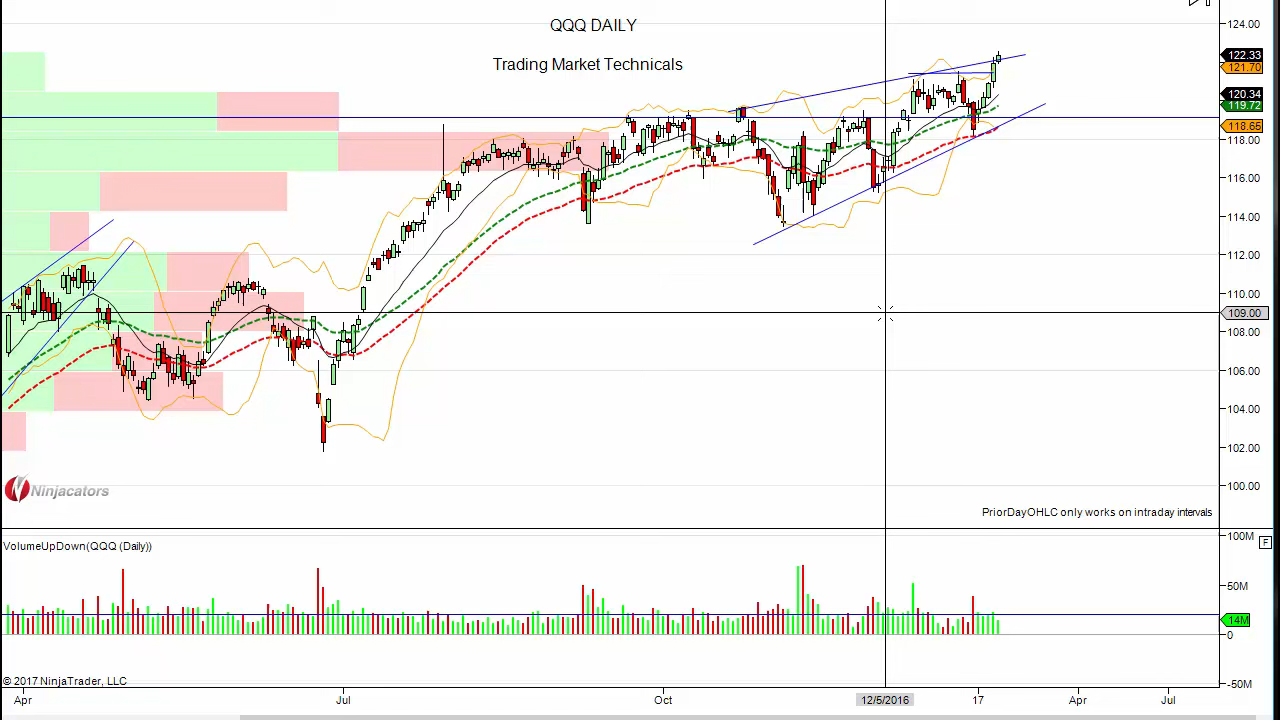 QQQ DAILY
Trading Market Technicals
124.00
122.33
121.70
120.34
119.72
118.65
118.00
116.00
114.00
112.00
110.00
109.00
108.00
106.00
104.00
102.00
100.00
Ninjacators
PriorDayOHLC only works on intraday intervals
VolumeUpDown(QQQ (Daily))
100M
F
50M
14M
0
-50M
© 2017 NinjaTrader, LLC
Apr Jul Oct 12/5/2016 17 Apr Jul